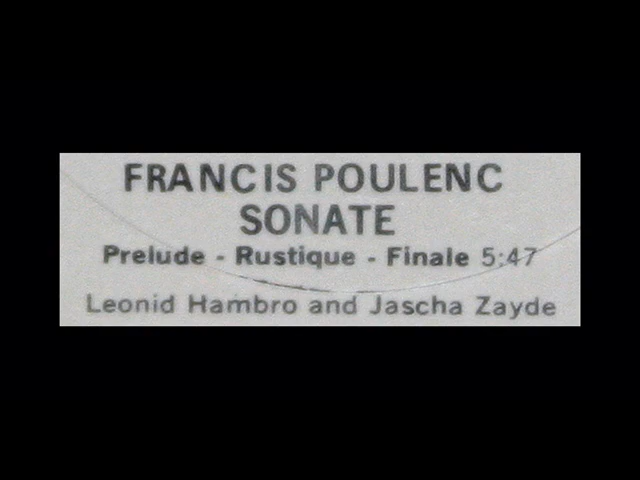 FRANCIS POULENC
SONATE
Prelude - Rustique - Finale 5:47
Leonid Hambro and Jascha Zayde